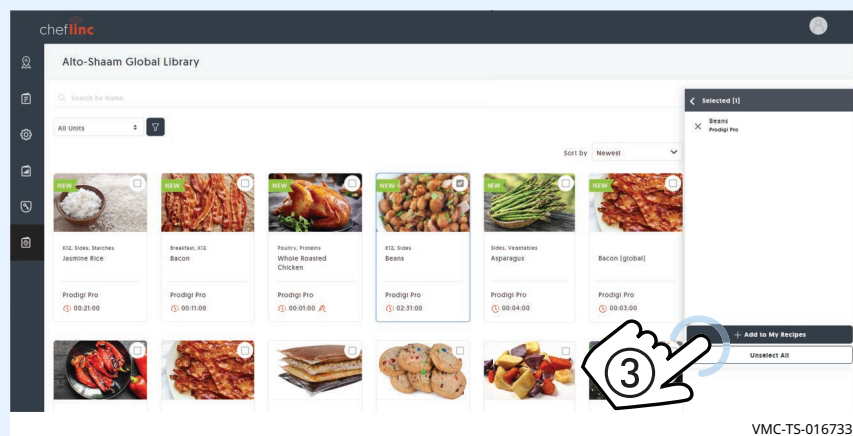 cheflinc
Alto-Shaam Global Library
Search by Name
All Units
Sort by Newest
Selected [1]
Beans
Prodigi Pro
NEW
NEW
NEW
NEW
NEW
NEW
K12, Sides, Starches
Jasmine Rice
Prodigi Pro
00:21:00
Breakfast, K12
Bacon
Prodigi Pro
00:11:00
Poultry, Proteins
Whole Roasted
Chicken
Prodigi Pro
00:01:00
K12, Sides
Beans
Prodigi Pro
02:31:00
Sides, Vegetables
Asparagus
Prodigi Pro
00:04:00
Bacon (global)
Prodigi Pro
00:03:00
+ Add to My Recipes
Unselect All
3
VMC-TS-016733